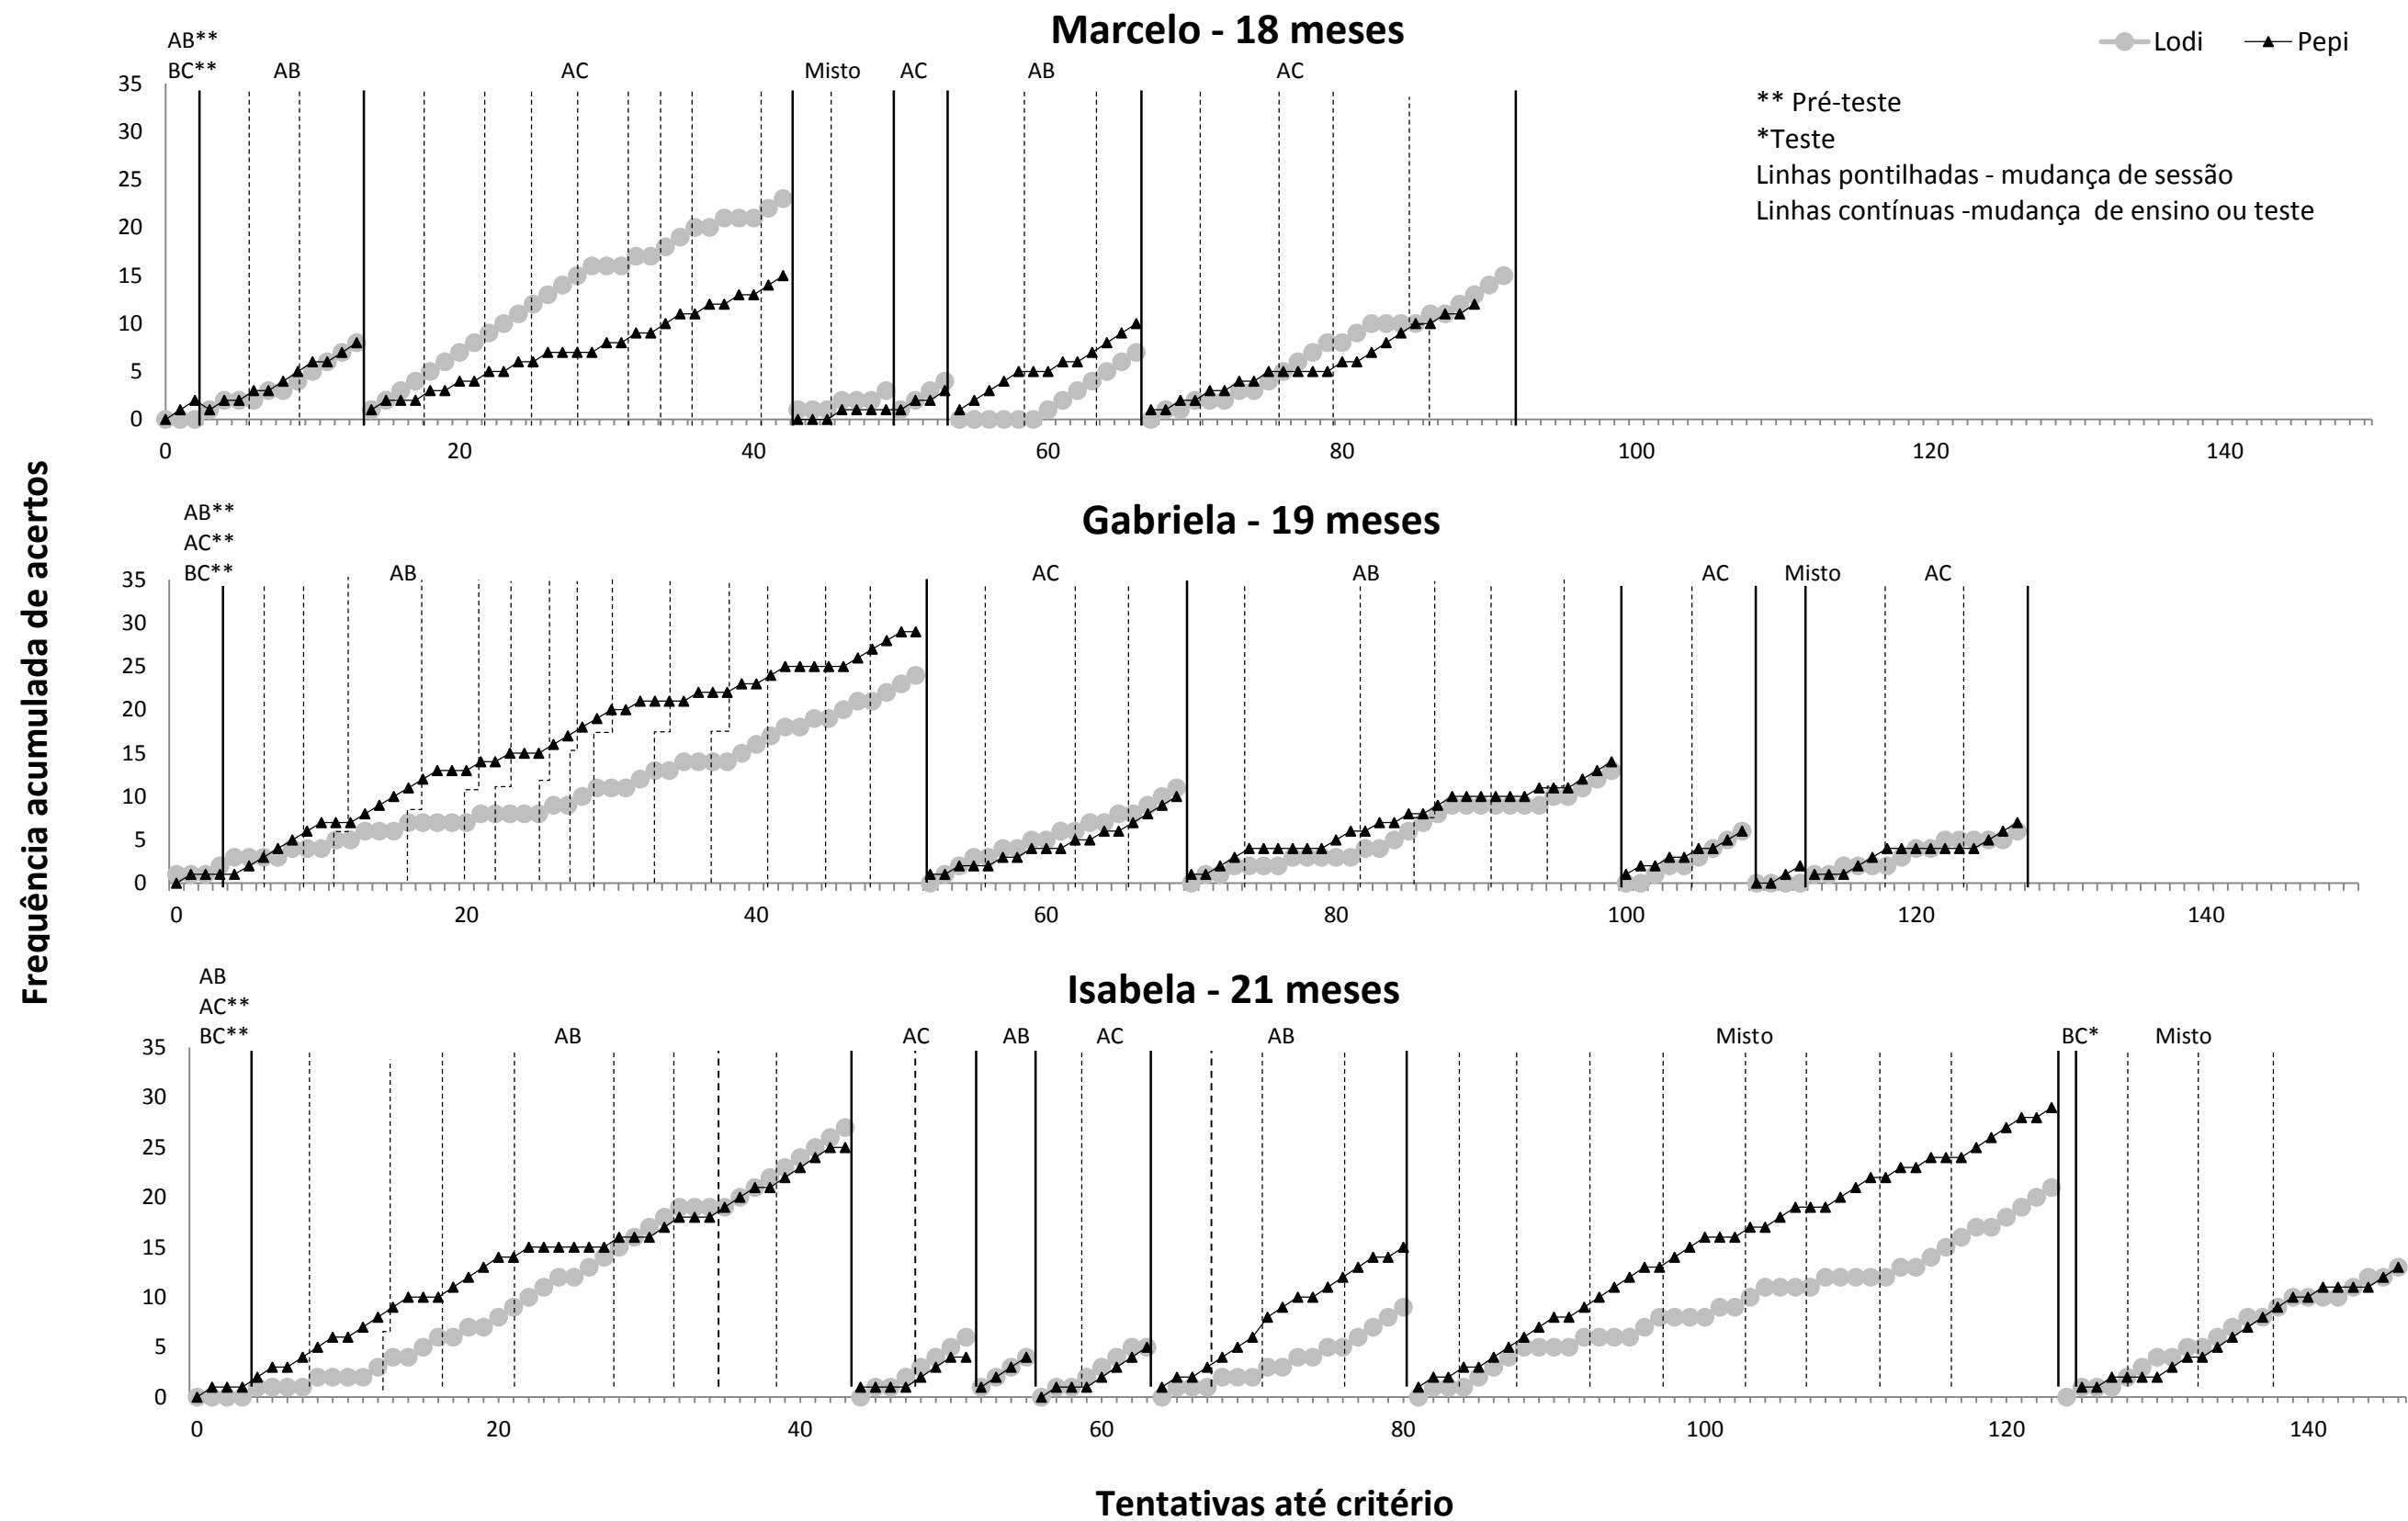 Marcelo - 18 meses
Lodi Pepi
AB**
BC** AB AC Misto AC AB AC
** Pré-teste
*Teste
Linhas pontilhadas - mudança de sessão
Linhas contínuas -mudança de ensino ou teste
35
30
25
20
15
10
5
0
0 20 40 60 80 100 120 140
Frequência acumulada de acertos
Gabriela - 19 meses
AB**
AC**
BC** AB AC AB AC Misto AC
35
30
25
20
15
10
5
0
0 20 40 60 80 100 120 140
Isabela - 21 meses
AB
AC**
BC** AB AC AB AC AB Misto BC* Misto
35
30
25
20
15
10
5
0
0 20 40 60 80 100 120 140
Tentativas até critério